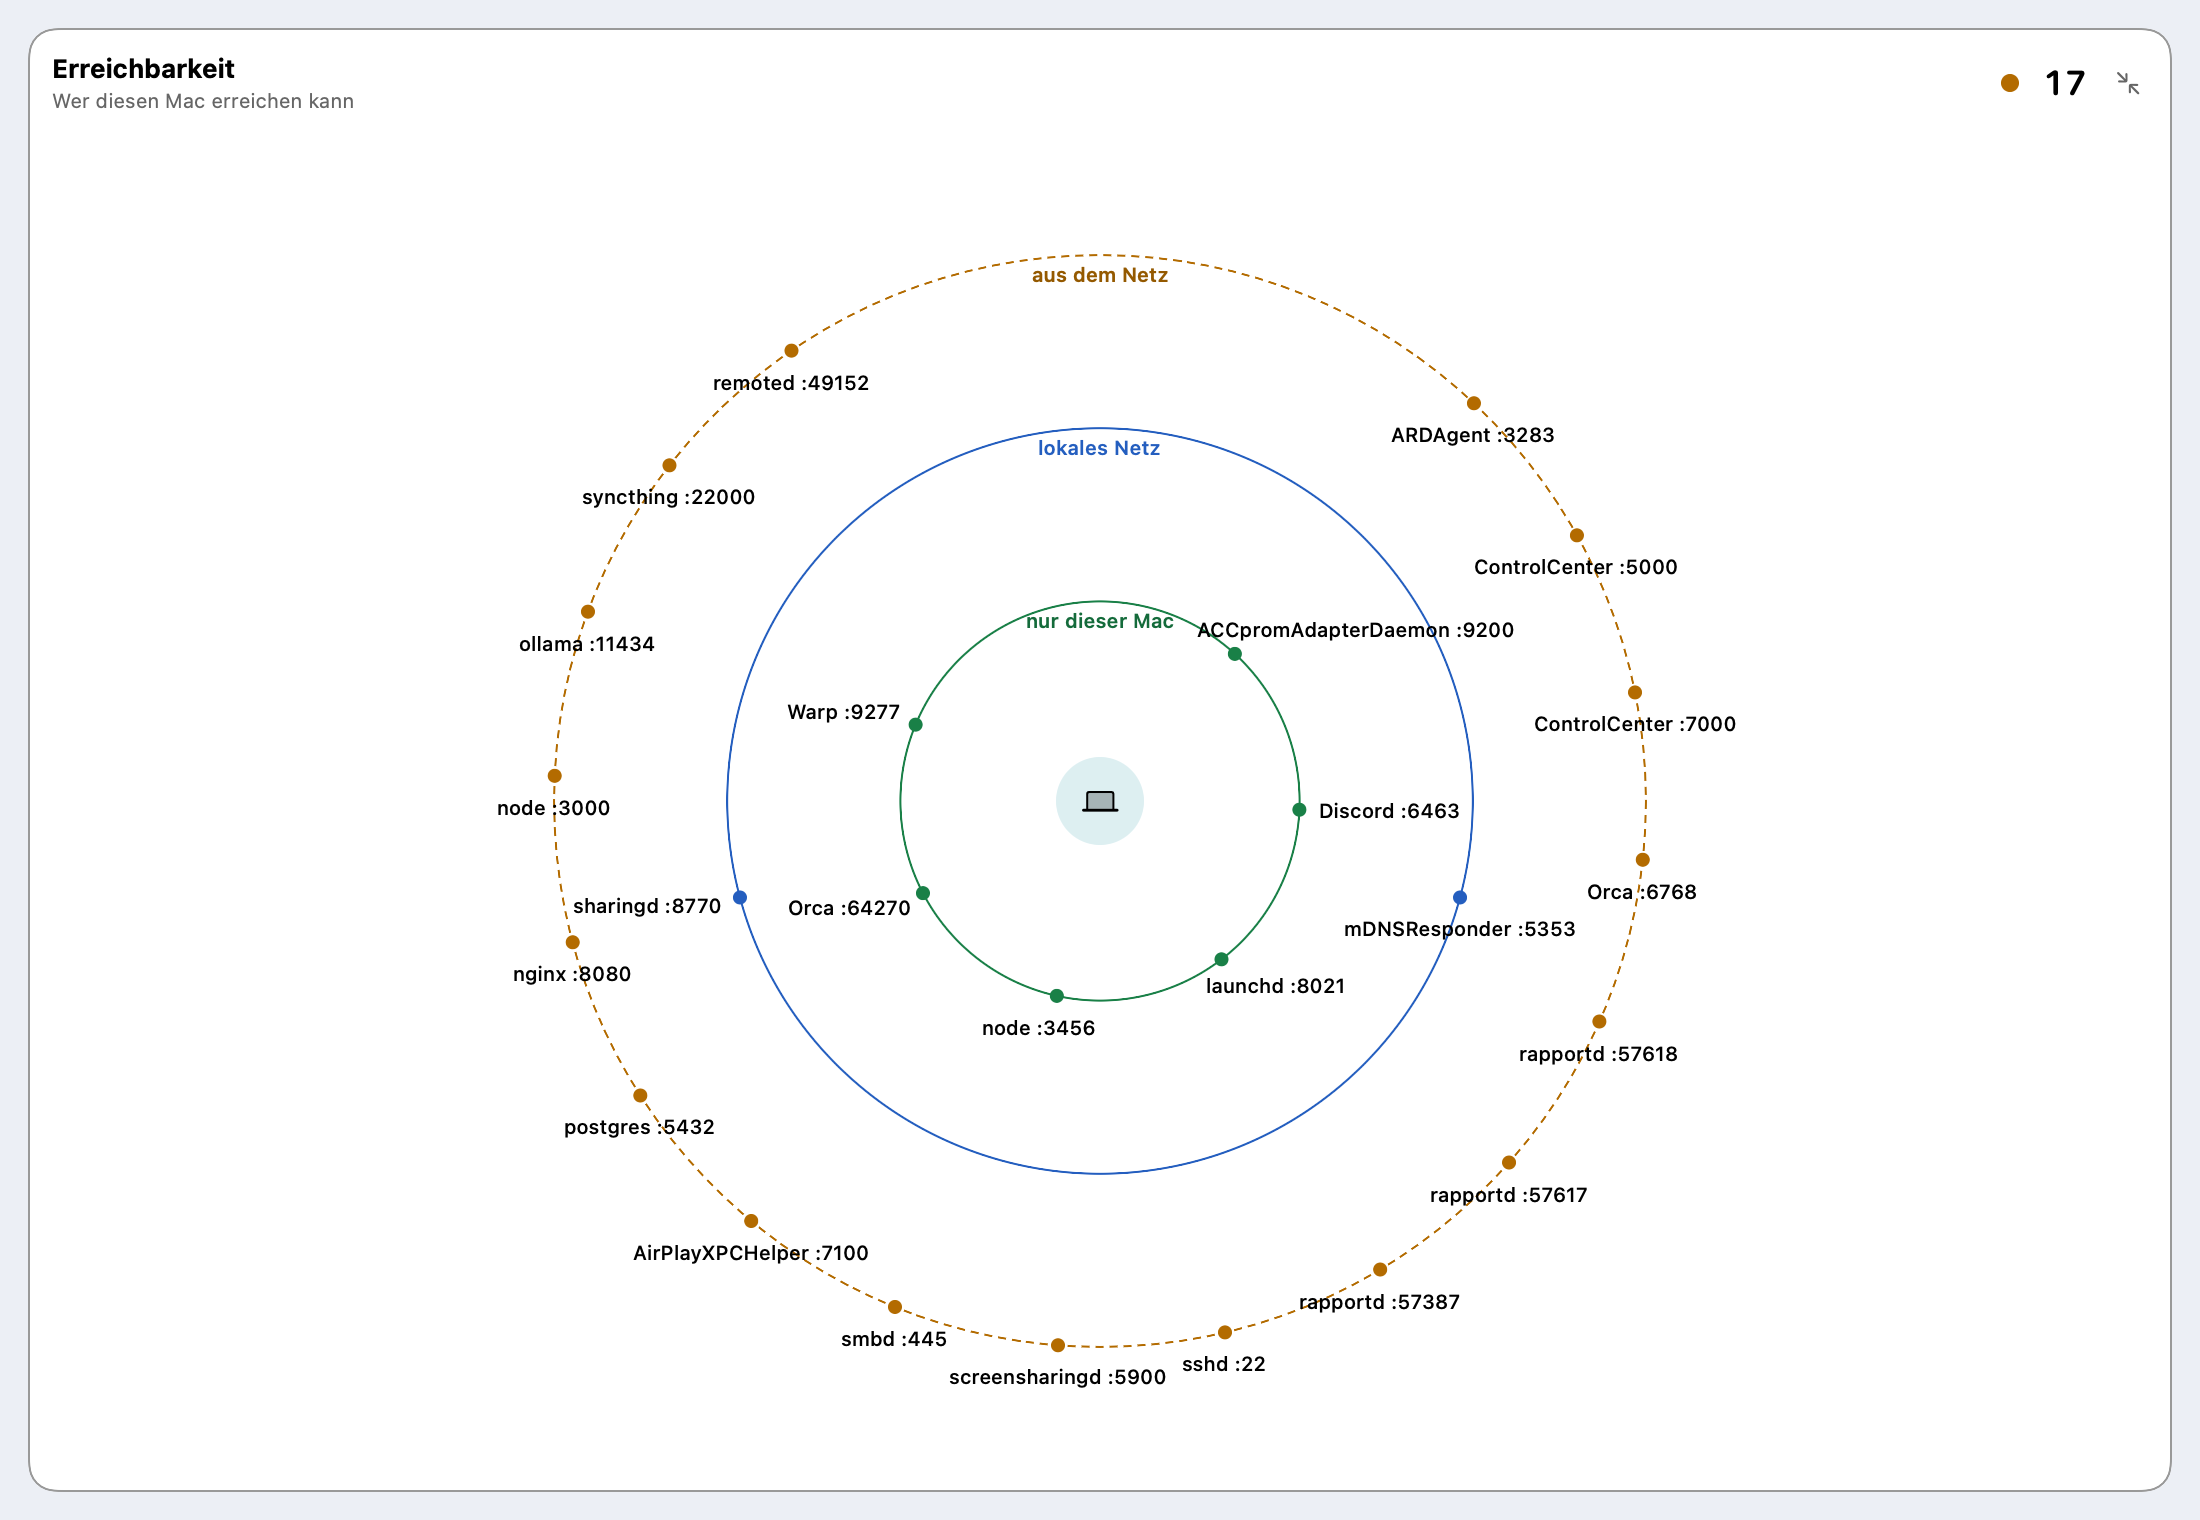 Erreichbarkeit
Wer diesen Mac erreichen kann
17
aus dem Netz
remoted :49152
ARDAgent :3283
lokales Netz
syncthing :22000
ControlCenter :5000
nur dieser Mac
ACCpromAdapterDaemon :9200
ollama :11434
Warp :9277
ControlCenter :7000
node :3000
Discord :6463
Orca :6768
sharingd :8770
Orca :64270
mDNSResponder :5353
nginx :8080
launchd :8021
node :3456
rapportd :57618
postgres :5432
rapportd :57617
AirPlayXPCHelper :7100
rapportd :57387
smbd :445
sshd :22
screensharingd :5900